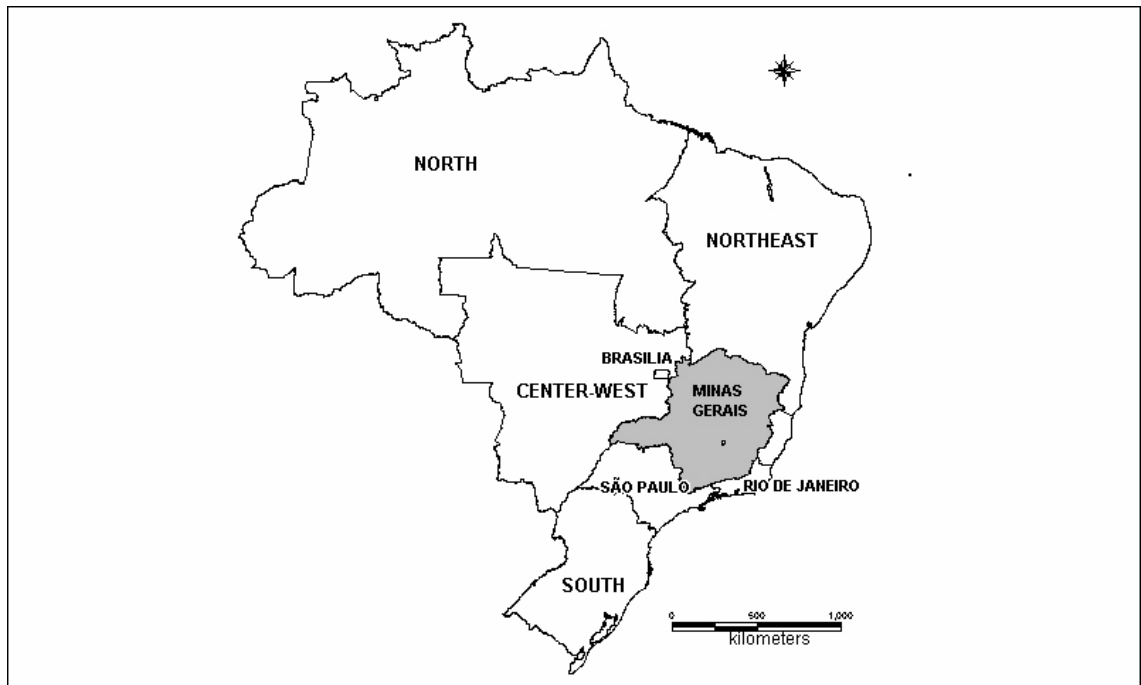 NORTH
NORTHEAST
BRASILIA
CENTER-WEST
MINAS
GERAIS
SÃO PAULO
RIO DE JANEIRO
SOUTH
0 500 1,000
kilometers